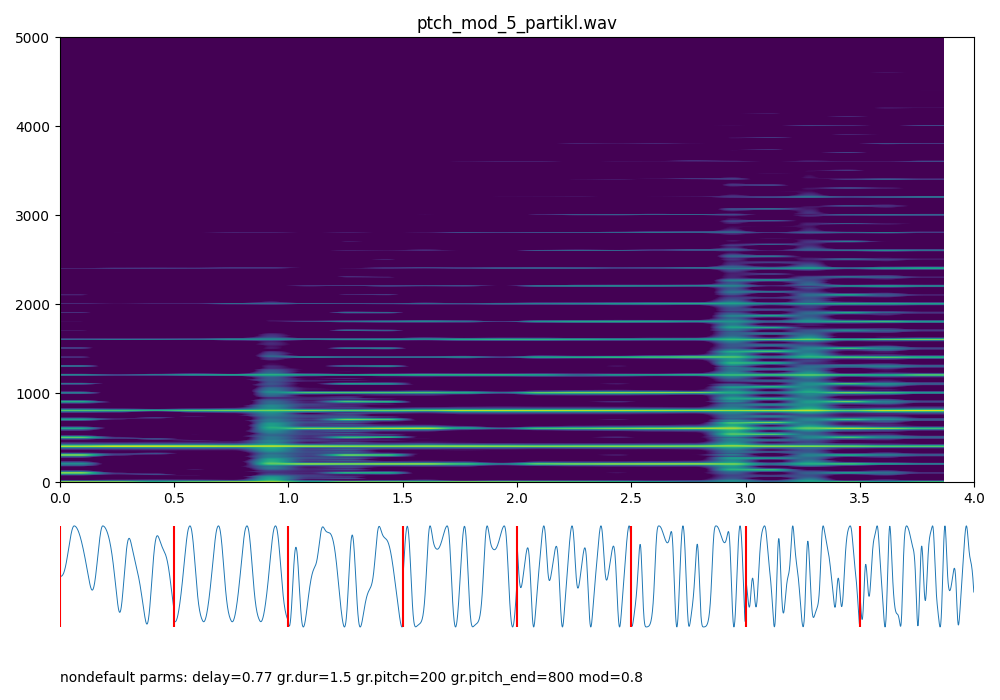 ptch_mod_5_partikl.wav
5000
4000
3000
2000
1000
0
0.0 0.5 1.0 1.5 2.0 2.5 3.0 3.5 4.0
nondefault parms: delay=0.77 gr.dur=1.5 gr.pitch=200 gr.pitch_end=800 mod=0.8